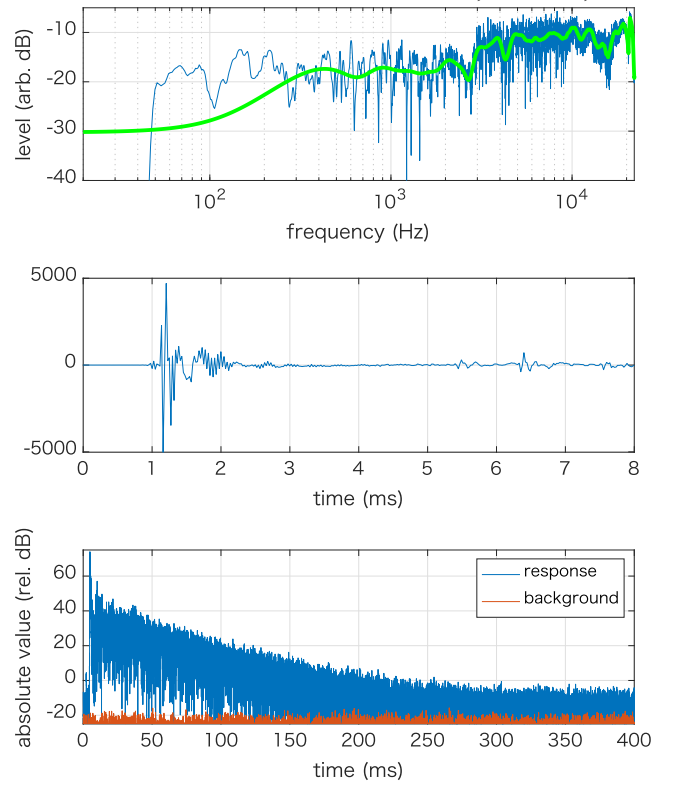 -10
-20
-30
-40
level (arb. dB)
10^2
10^3
10^4
frequency (Hz)
5000
0
-5000
0 1 2 3 4 5 6 7 8
time (ms)
60
40
20
0
-20
absolute value (rel. dB)
response
background
0 50 100 150 200 250 300 350 400
time (ms)